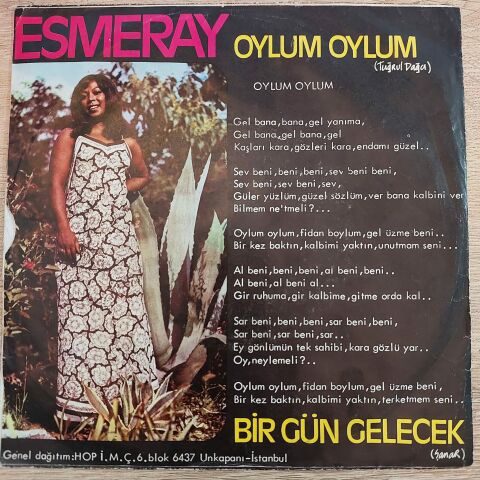 ESMERAY OYLUM OYLUM
(Tuğrul Dağcı)
OYLUM OYLUM
Gel bana,bana,gel yanıma,
Gel bana,gel bana,gel
Kaşları kara,gözleri kara,endamı güzel..
Sev beni,beni,beni,sev beni beni,
Sev beni,sev beni,sev,
Güler yüzlüm,güzel sözlüm,ver bana kalbini ver
Bilmem ne'tmeli?...
Oylum oylum,fidan boylum,gel üzme beni..
Bir kez baktın,kalbimi yaktın,unutmam seni...
Al beni,beni,beni,al beni,beni..
Al beni,al beni al...
Gir ruhuma,gir kalbime,gitme orda kal..
Sar beni,beni,beni,sar beni,beni,
Sar beni,sar beni,sar..
Ey gönlümün tek sahibi,kara gözlü yar..
Oy,neylemeli?..
Oylum oylum,fidan boylum,gel üzme beni,
Bir kez baktın,kalbimi yaktın,terketmem seni..
BİR GÜN GELECEK
(Şanar)
Genel dağıtım:HOP İ.M.Ç.6.blok 6437 Unkapanı-İstanbul